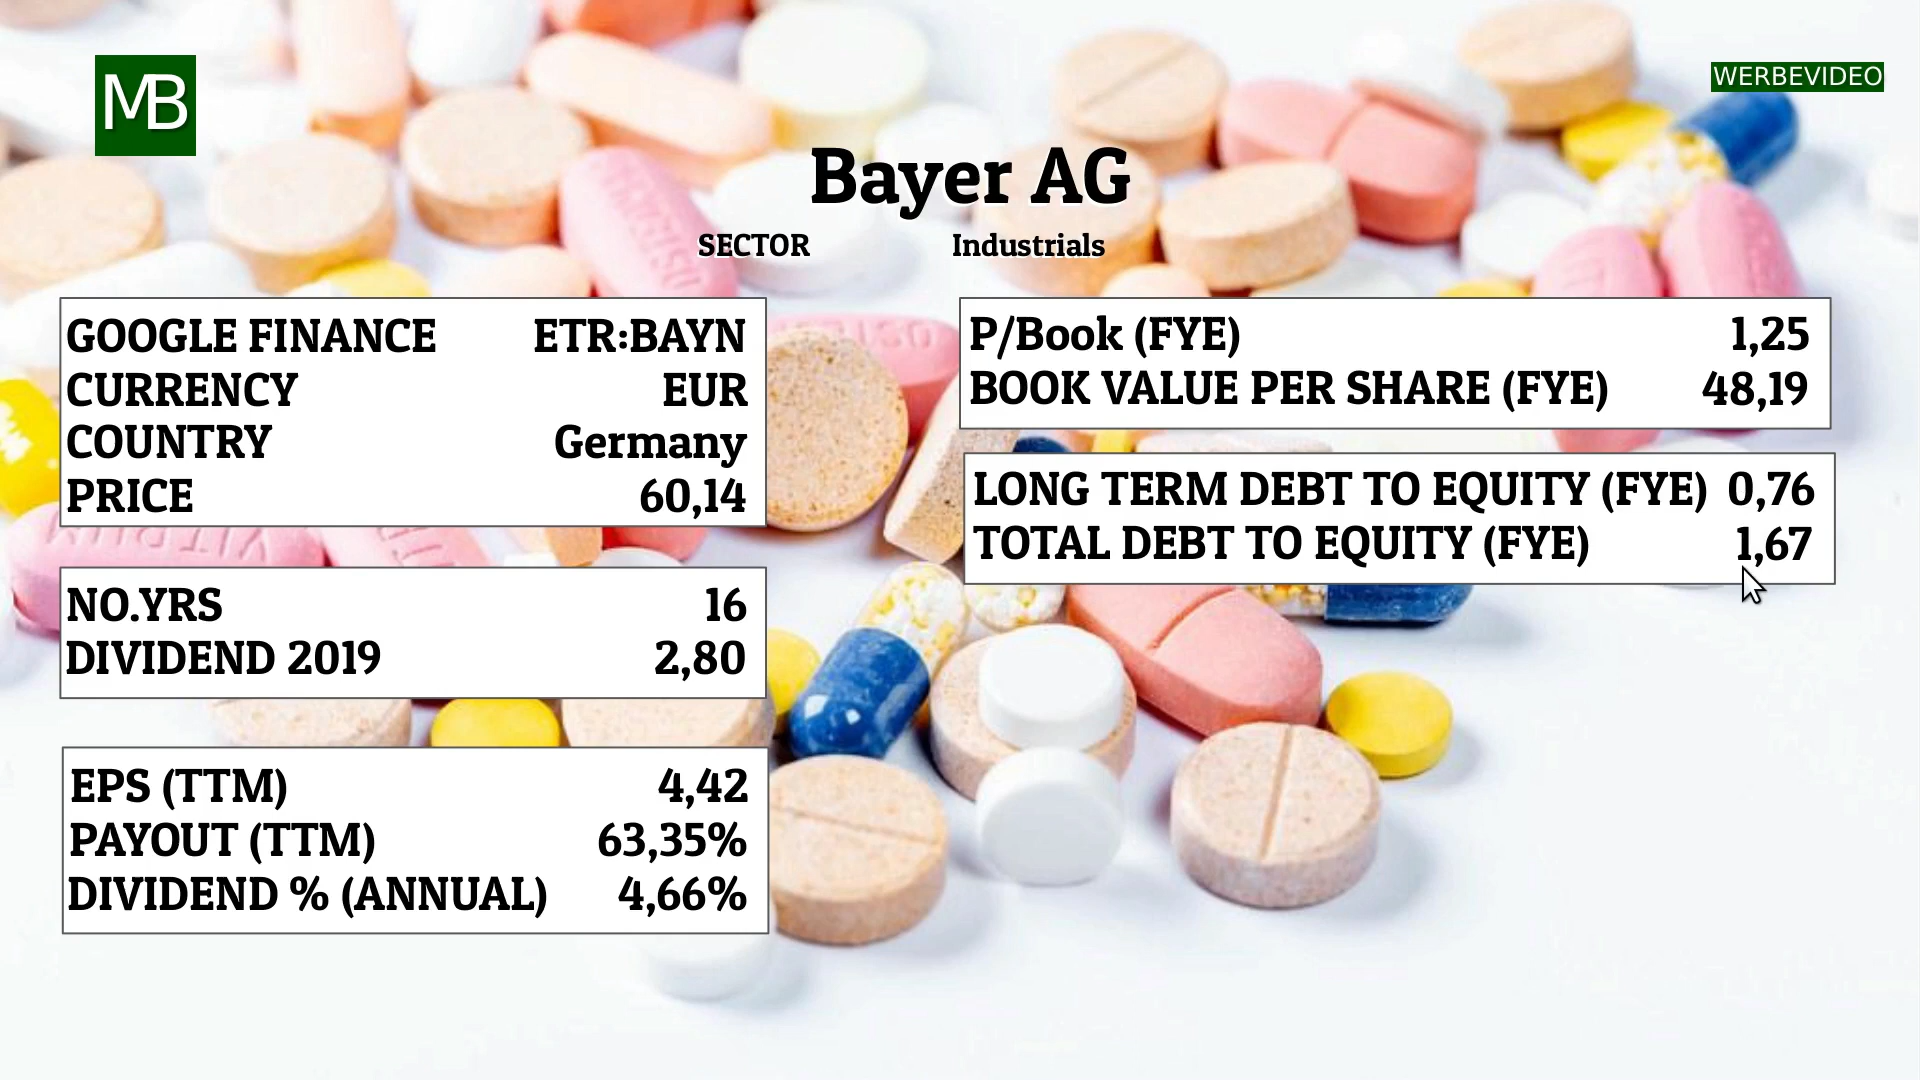 MB
WERBEVIDEO
Bayer AG
SECTOR Industrials
GOOGLE FINANCE ETR:BAYN
CURRENCY EUR
COUNTRY Germany
PRICE 60,14
NO.YRS 16
DIVIDEND 2019 2,80
EPS (TTM) 4,42
PAYOUT (TTM) 63,35%
DIVIDEND % (ANNUAL) 4,66%
P/Book (FYE) 1,25
BOOK VALUE PER SHARE (FYE) 48,19
LONG TERM DEBT TO EQUITY (FYE) 0,76
TOTAL DEBT TO EQUITY (FYE) 1,67